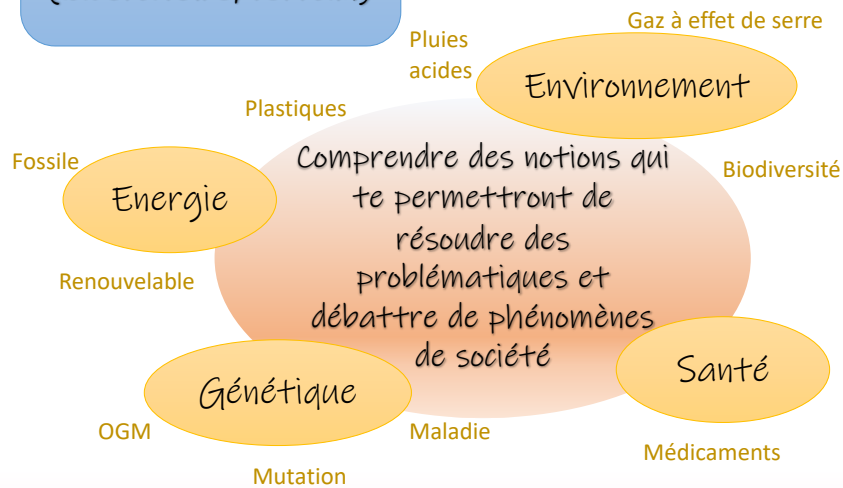 Gaz à effet de serre
Pluies
acides
Environnement
Plastiques
Fossile
Comprendre des notions qui
te permettront de
résoudre des
problématiques et
débattre de phénomènes
de société
Biodiversité
Energie
Renouvelable
Génétique
Santé
OGM
Maladie
Médicaments
Mutation